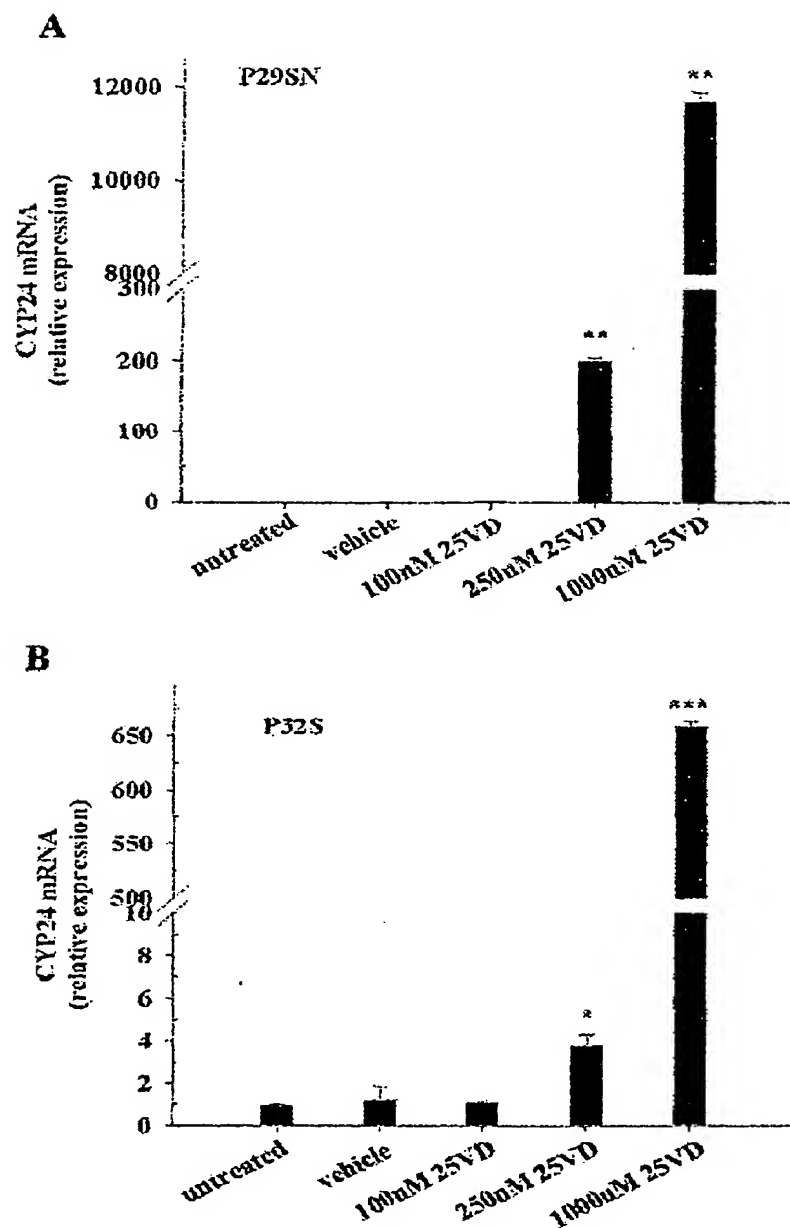 A
P29SN
**
12000
10000
8000
300
**
200
100
0
CYP24 mRNA
(relative expression)
untreated
vehicle
100nM 25VD
250nM 25VD
1000nM 25VD
B
P32S
***
650
600
550
500
10
8
6
*
4
2
0
CYP24 mRNA
(relative expression)
untreated
vehicle
100nM 25VD
250nM 25VD
1000nM 25VD